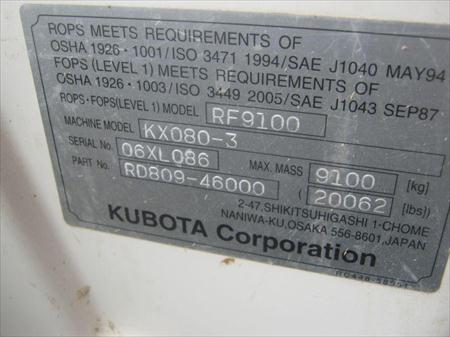 ROPS MEETS REQUIREMENTS OF
OSHA 1926・1001/ISO 3471 1994/SAE J1040 MAY94
FOPS (LEVEL 1) MEETS REQUIREMENTS OF
OSHA 1926・1003/ISO 3449 2005/SAE J1043 SEP87
ROPS・FOPS(LEVEL 1) MODEL RF9100
MACHINE MODEL KX080-3
SERIAL No. 06XL086 MAX. MASS 9100 [kg]
PART No. RD809-46000 (20062 [lbs])
2-47, SHIKITSUHIGASHI 1-CHOME
NANIWA-KU, OSAKA 556-8601, JAPAN
KUBOTA Corporation